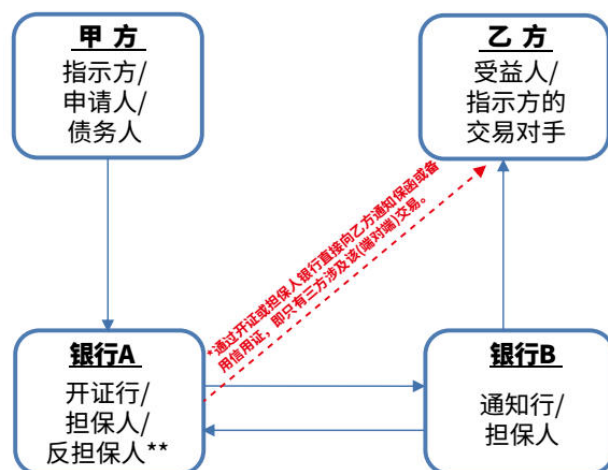 甲 方
指示方/
申请人/
债务人
乙 方
受益人/
指示方的
交易对手
*通过开证或担保人银行直接向乙方通知保函或备
用信用证，即只有三方涉及该(端对端)交易。
银行A
开证行/
担保人/
反担保人**
银行B
通知行/
担保人